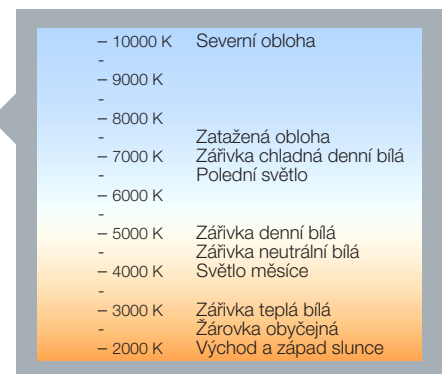 – 10000 K Severní obloha
-
– 9000 K
-
– 8000 K
- Zatažená obloha
– 7000 K Zářivka chladná denní bílá
- Polední světlo
– 6000 K
-
– 5000 K Zářivka denní bílá
- Zářivka neutrální bílá
– 4000 K Světlo měsíce
-
– 3000 K Zářivka teplá bílá
- Žárovka obyčejná
– 2000 K Východ a západ slunce